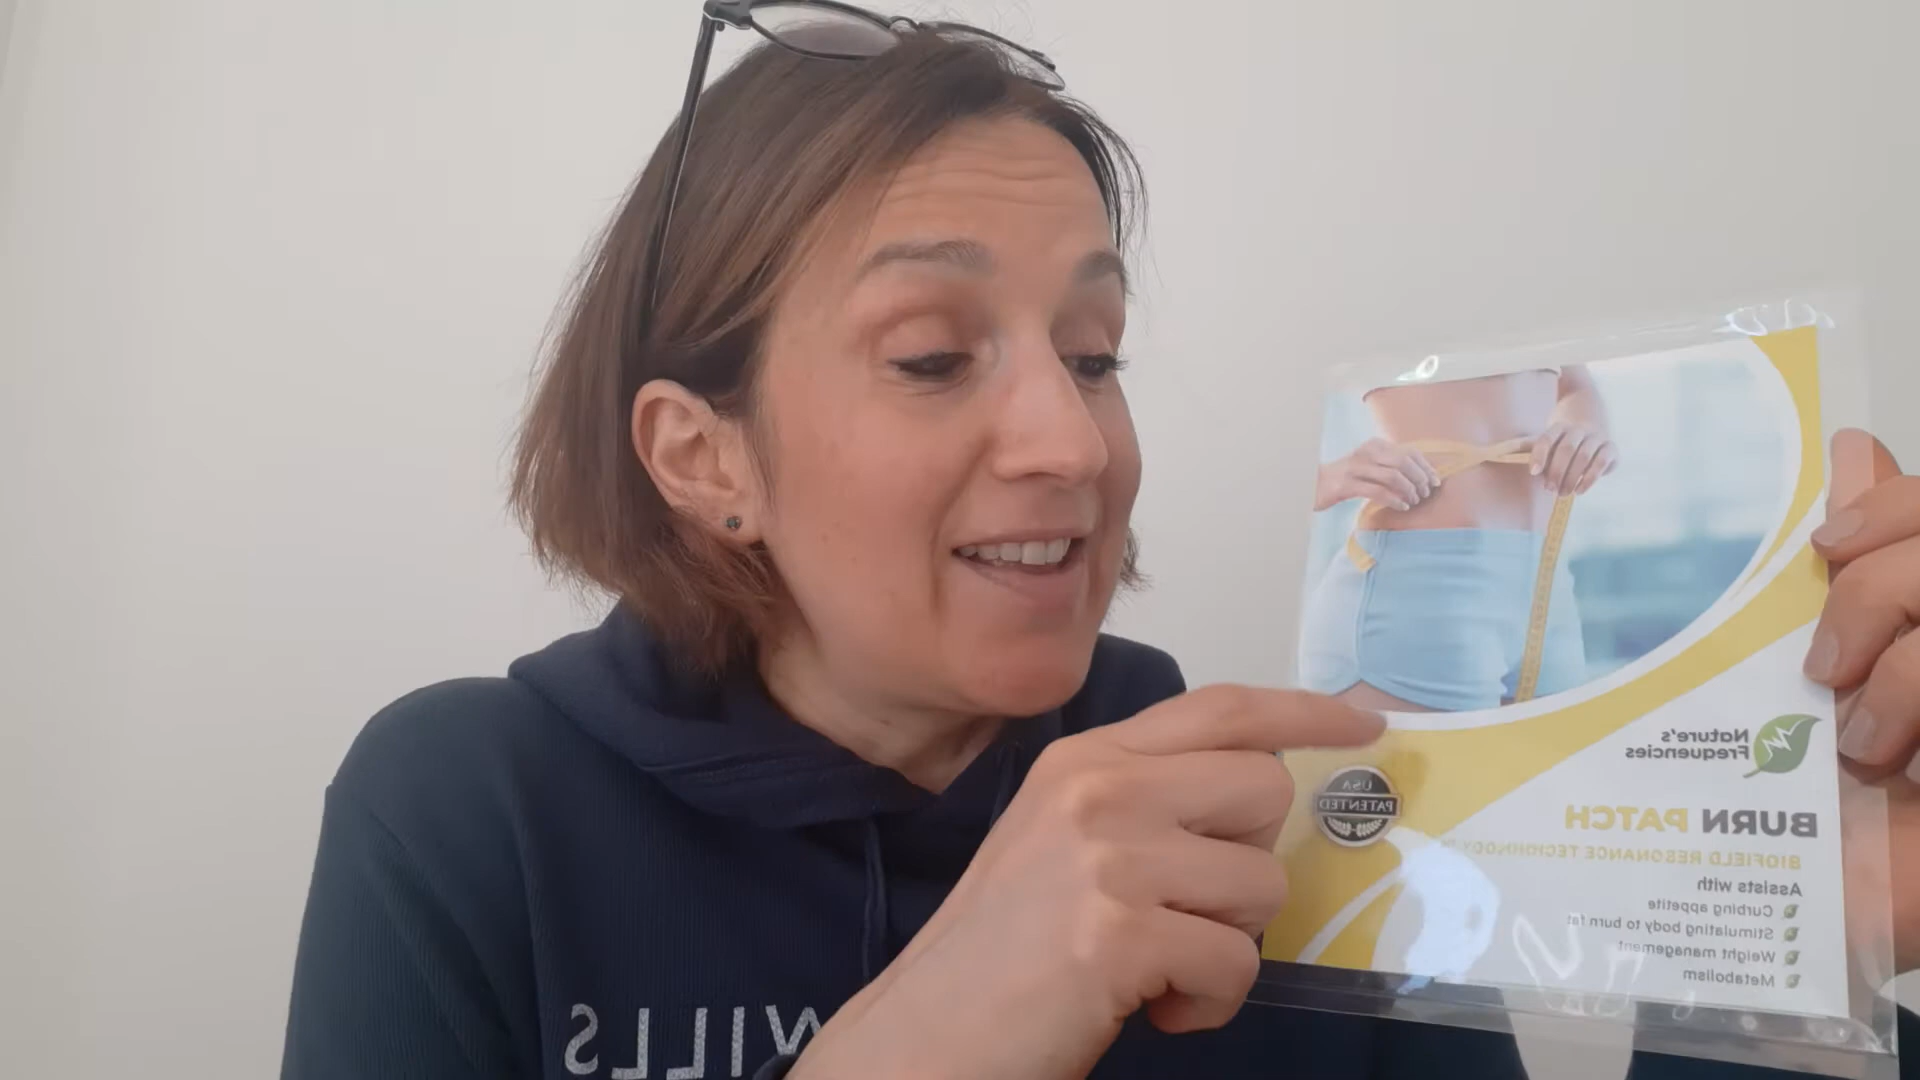 Nature's
Frequencies
USA
PATENTED
BURN PATCH
BIOFIELD RESONANCE TECHNOLOGY
Assists with
Curbing appetite
Stimulating body to burn fat
Weight management
Metabolism
WILLS